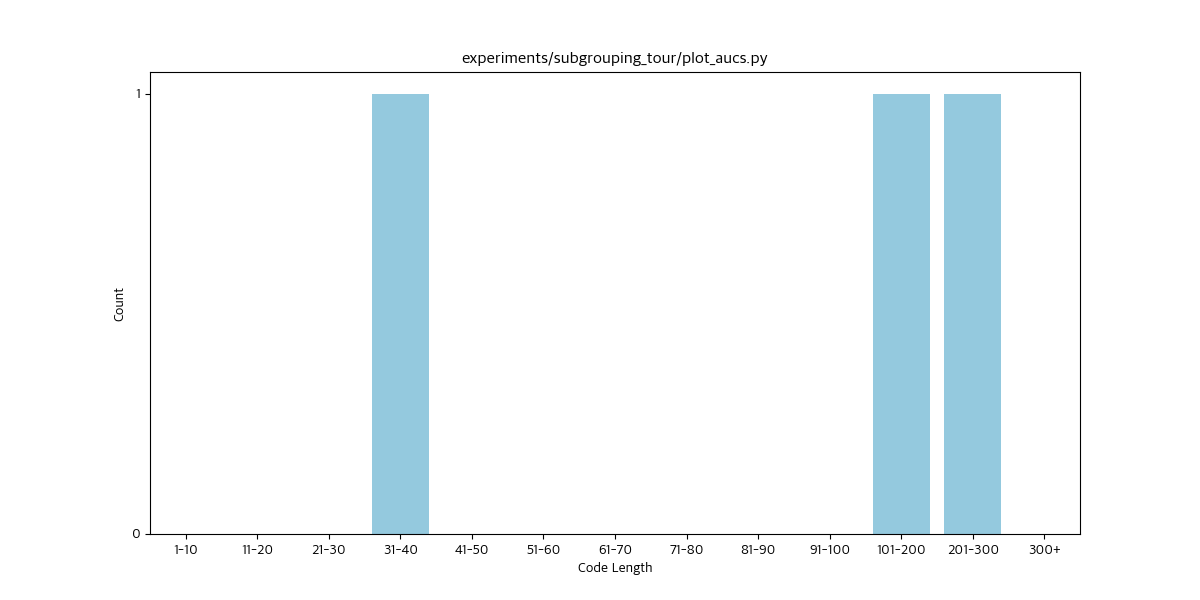 experiments/subgrouping_tour/plot_aucs.py
1
Count
0
1-10 11-20 21-30 31-40 41-50 51-60 61-70 71-80 81-90 91-100 101-200 201-300 300+
Code Length